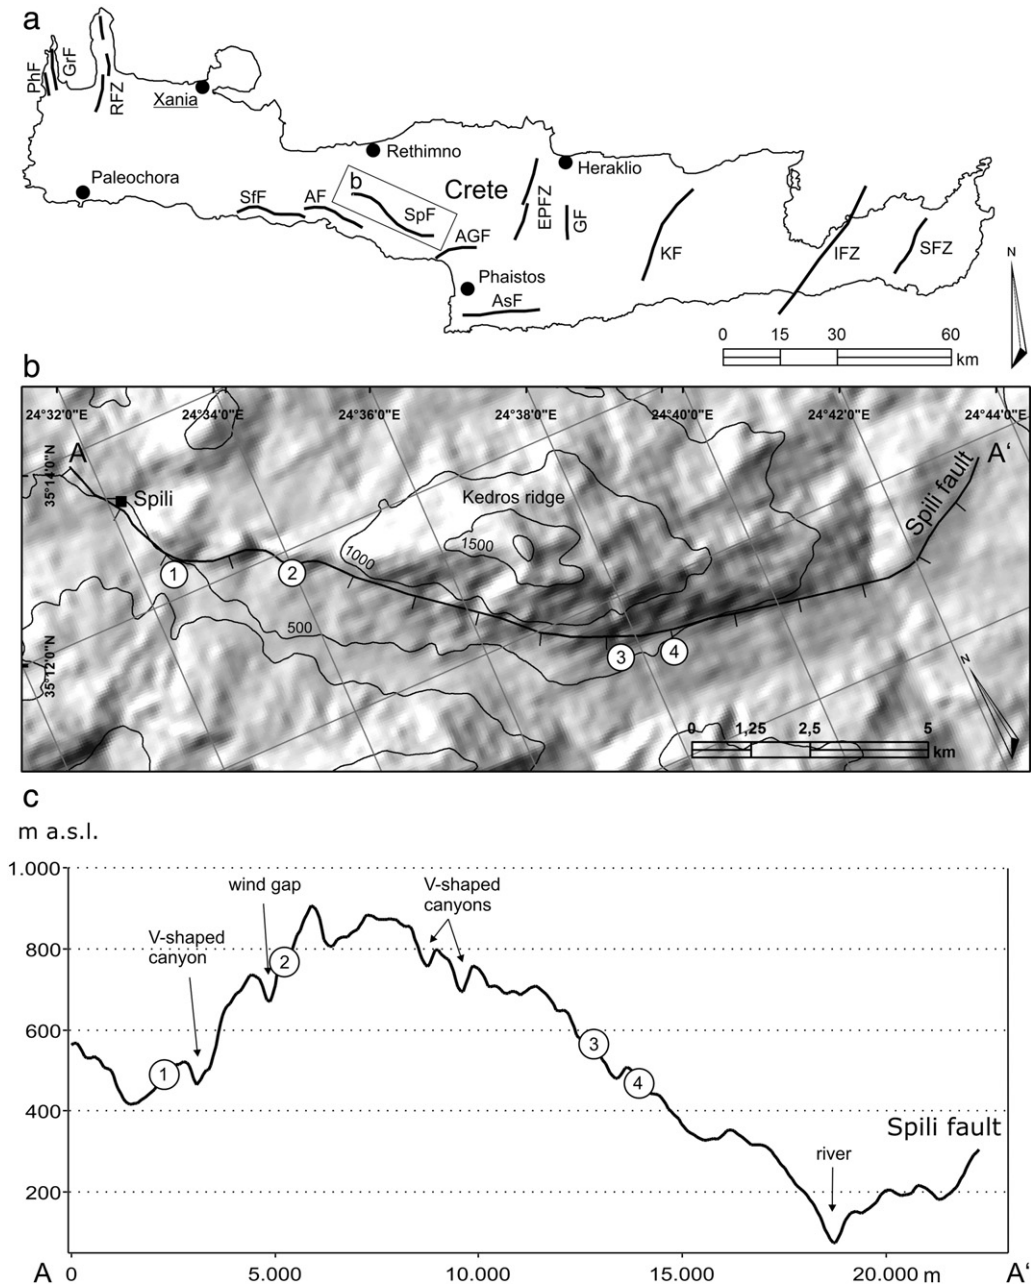 a
PhF
GrF
RFZ
Xania
Rethimno
Heraklio
Paleochora
Crete
b
SfF
AF
SpF
EPFZ
GF
AGF
KF
IFZ
SFZ
Phaistos
AsF
N
0 15 30 60
km
b
24°32'0"E 24°34'0"E 24°36'0"E 24°38'0"E 24°40'0"E 24°42'0"E 24°44'0"E
35°14'0"N
35°12'0"N
A
A'
Spili
Kedros ridge
1500
1000
500
Spili fault
1
2
3
4
N
0 1,25 2,5 5
km
c
m a.s.l.
1.000
800
600
400
200
wind gap
V-shaped
canyons
V-shaped
canyon
1
2
3
4
Spili fault
river
A 0 5.000 10.000 15.000 20.000 m A'